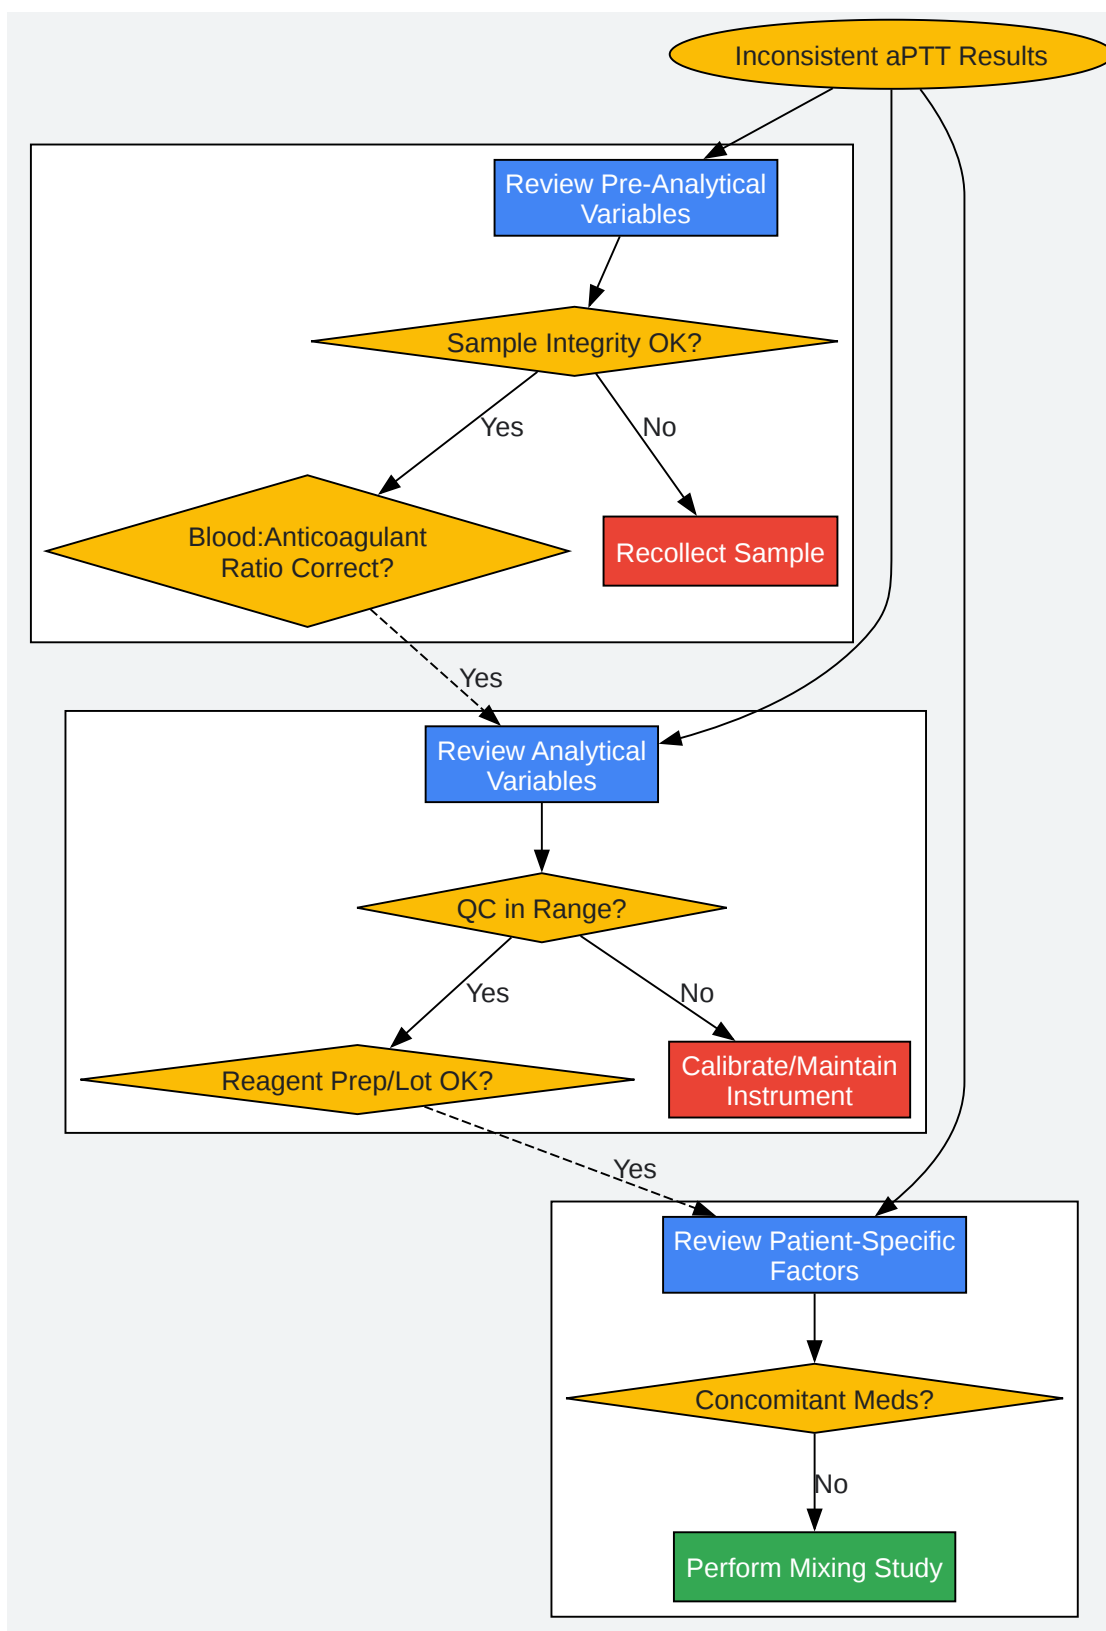 Inconsistent aPTT Results
Review Pre-Analytical
Variables
Sample Integrity OK?
Yes
No
Blood:Anticoagulant
Ratio Correct?
Recollect Sample
Yes
Review Analytical
Variables
QC in Range?
Yes
No
Reagent Prep/Lot OK?
Calibrate/Maintain
Instrument
Yes
Review Patient-Specific
Factors
Concomitant Meds?
No
Perform Mixing Study